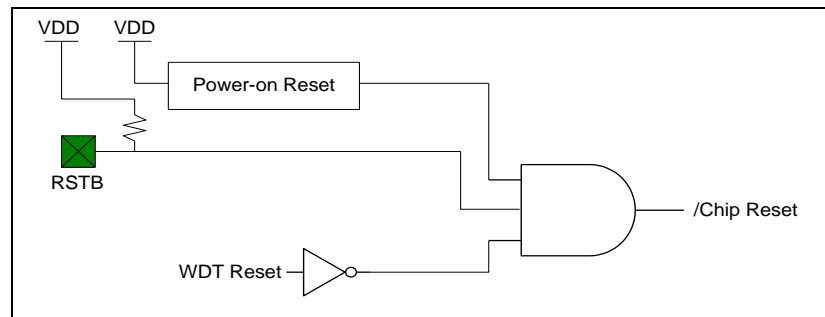 VDD
VDD
Power-on Reset
RSTB
/Chip Reset
WDT Reset